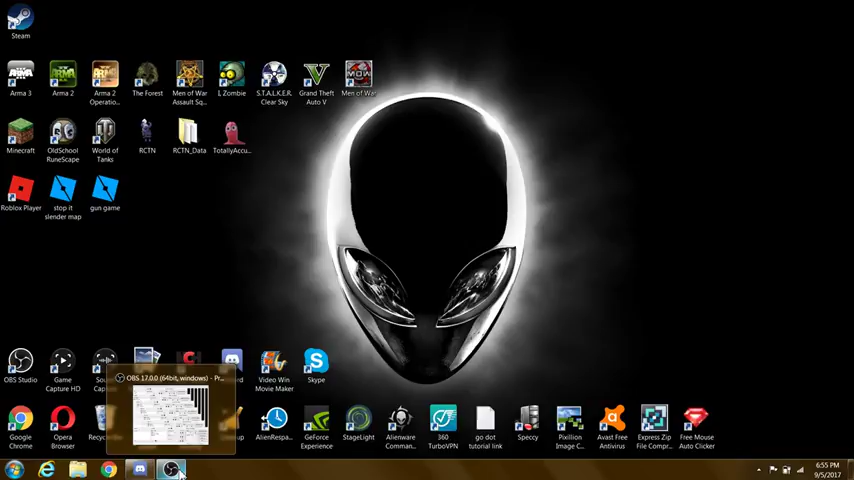 Steam
Arma 3
Arma 2
Arma 2
Operatio...
The Forest
Men of War
Assault Sq...
I, Zombie
S.T.A.L.K.E.R.
Clear Sky
Grand Theft
Auto V
Men of War
Minecraft
OldSchool
RuneScape
World of
Tanks
RCTN
RCTN_Data
TotallyAccu...
Roblox Player
stop it
slender map
gun game
OBS Studio
Game
Capture HD
Video Win
Movie Maker
Skype
OBS 17.0.0 (64bit, windows) - Pr...
Google
Chrome
Opera
Browser
AlienRespa...
GeForce
Experience
StageLight
Alienware
Comman...
360
TurboVPN
go dot
tutorial link
Speccy
Pixillion
Image C...
Avast Free
Antivirus
Express Zip
File Compr...
Free Mouse
Auto Clicker
6:55 PM
9/5/2017